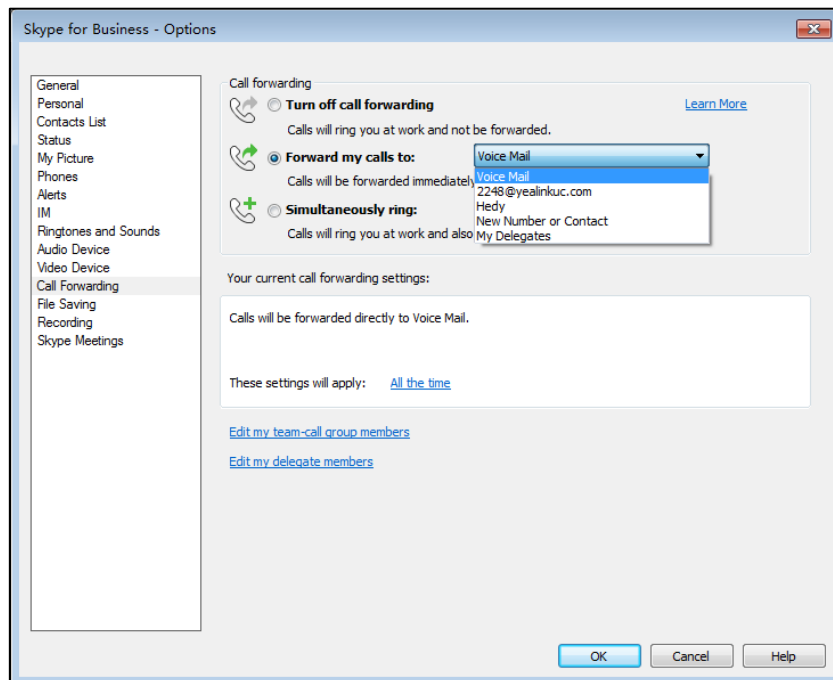 Skype for Business - Options
General
Personal
Contacts List
Status
My Picture
Phones
Alerts
IM
Ringtones and Sounds
Audio Device
Video Device
Call Forwarding
File Saving
Recording
Skype Meetings
Call forwarding
Turn off call forwarding
Learn More
Calls will ring you at work and not be forwarded.
Forward my calls to:
Voice Mail
Calls will be forwarded immediately
Voice Mail
2248@yealinkuc.com
Hedy
New Number or Contact
My Delegates
Simultaneously ring:
Calls will ring you at work and also
Your current call forwarding settings:
Calls will be forwarded directly to Voice Mail.
These settings will apply: All the time
Edit my team-call group members
Edit my delegate members
OK
Cancel
Help